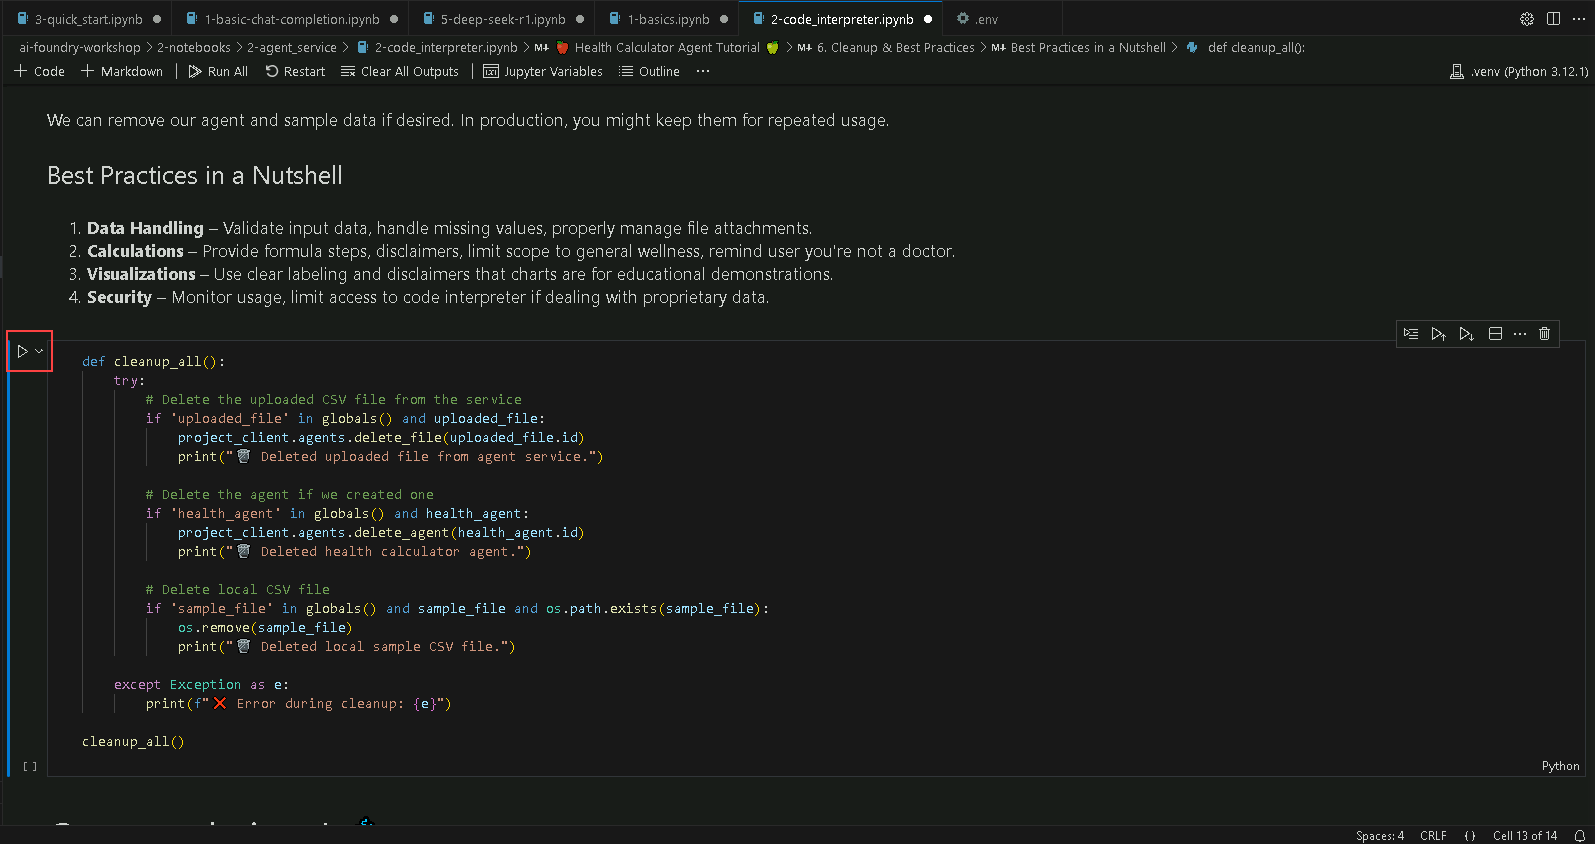 3-quick_start.ipynb
1-basic-chat-completion.ipynb
5-deep-seek-r1.ipynb
1-basics.ipynb
2-code_interpreter.ipynb
.env
ai-foundry-workshop > 2-notebooks > 2-agent_service > 2-code_interpreter.ipynb > M↓ 🍎 Health Calculator Agent Tutorial 🍏 > M↓ 6. Cleanup & Best Practices > M↓ Best Practices in a Nutshell > def cleanup_all():
+ Code + Markdown | Run All Restart Clear All Outputs | Jupyter Variables Outline ···
.venv (Python 3.12.1)
We can remove our agent and sample data if desired. In production, you might keep them for repeated usage.
Best Practices in a Nutshell
1. Data Handling – Validate input data, handle missing values, properly manage file attachments.
2. Calculations – Provide formula steps, disclaimers, limit scope to general wellness, remind user you're not a doctor.
3. Visualizations – Use clear labeling and disclaimers that charts are for educational demonstrations.
4. Security – Monitor usage, limit access to code interpreter if dealing with proprietary data.
def cleanup_all():
    try:
        # Delete the uploaded CSV file from the service
        if 'uploaded_file' in globals() and uploaded_file:
            project_client.agents.delete_file(uploaded_file.id)
            print("🗑️ Deleted uploaded file from agent service.")
        # Delete the agent if we created one
        if 'health_agent' in globals() and health_agent:
            project_client.agents.delete_agent(health_agent.id)
            print("🗑️ Deleted health calculator agent.")
        # Delete local CSV file
        if 'sample_file' in globals() and sample_file and os.path.exists(sample_file):
            os.remove(sample_file)
            print("🗑️ Deleted local sample CSV file.")
    except Exception as e:
        print(f"❌ Error during cleanup: {e}")
cleanup_all()
[ ]
Python
Spaces: 4 CRLF {} Cell 13 of 14